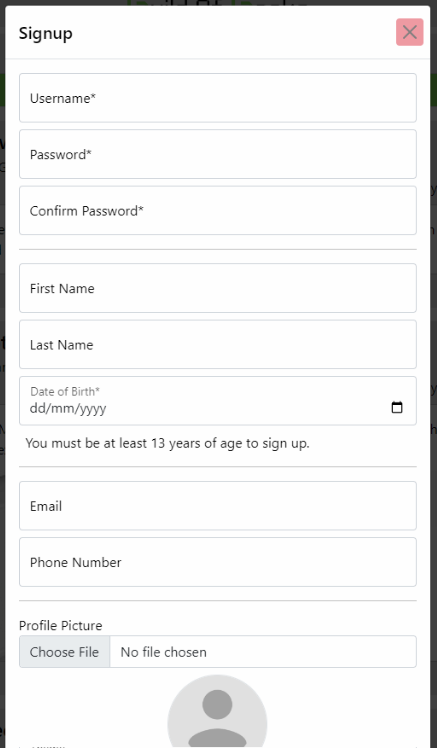 Signup
Username*
Password*
Confirm Password*
First Name
Last Name
Date of Birth*
dd/mm/yyyy
You must be at least 13 years of age to sign up.
Email
Phone Number
Profile Picture
Choose File No file chosen